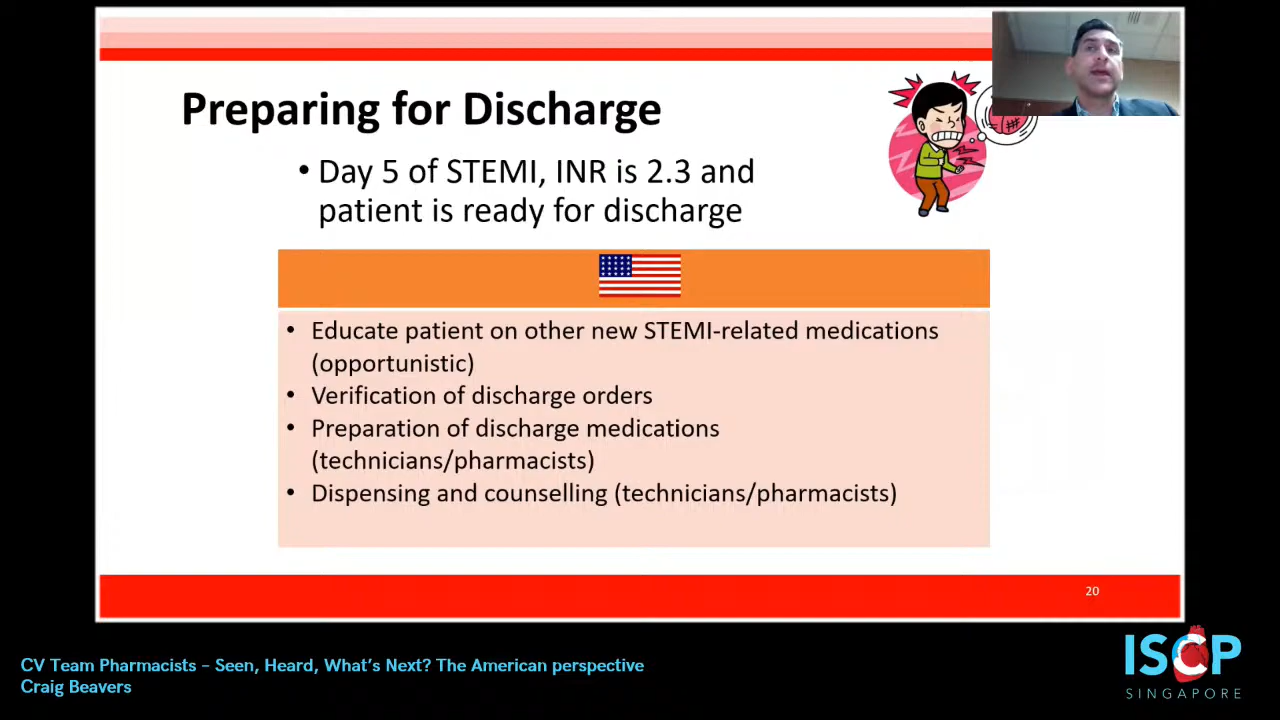 Preparing for Discharge
• Day 5 of STEMI, INR is 2.3 and
patient is ready for discharge
• Educate patient on other new STEMI-related medications
(opportunistic)
• Verification of discharge orders
• Preparation of discharge medications
(technicians/pharmacists)
• Dispensing and counselling (technicians/pharmacists)
20
CV Team Pharmacists – Seen, Heard, What's Next? The American perspective
Craig Beavers
ISCP
SINGAPORE